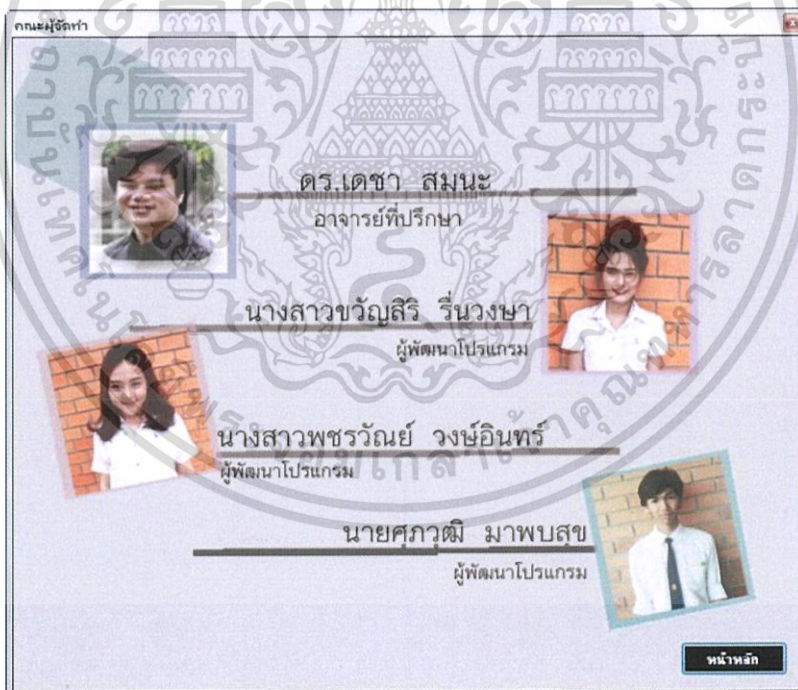 คณะผู้จัดทำ
ดร.เดชา สมนะ
อาจารย์ที่ปรึกษา
นางสาวขวัญสิริ รื่นวงษา
ผู้พัฒนาโปรแกรม
นางสาวพชรวัณย์ วงษ์อินทร์
ผู้พัฒนาโปรแกรม
นายศุภวุฒิ มาพบสุข
ผู้พัฒนาโปรแกรม
หน้าหลัก